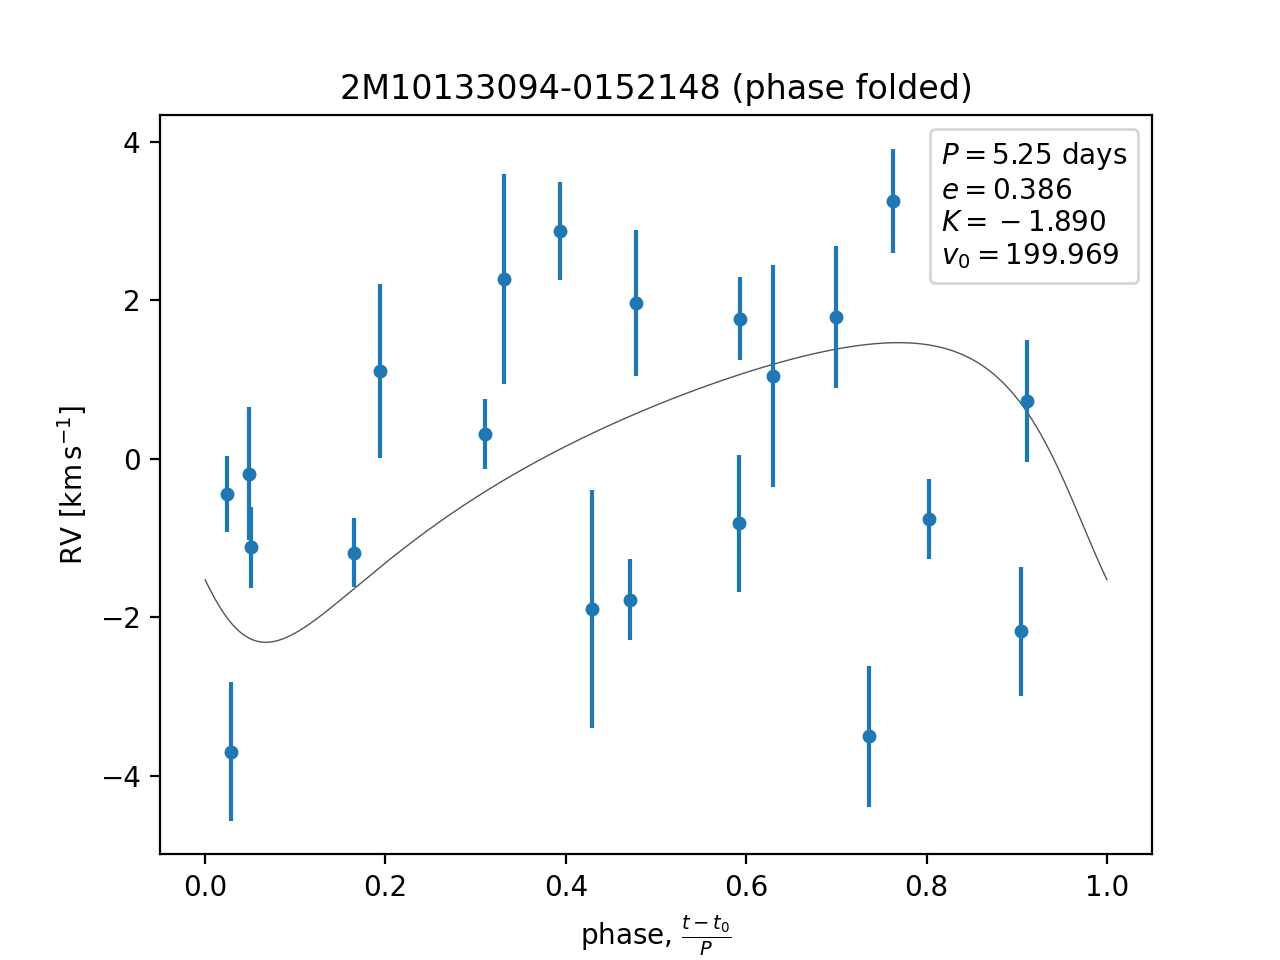 2M10133094-0152148 (phase folded)
P = 5.25 days
e = 0.386
K = −1.890
v₀ = 199.969
4
2
0
−2
−4
RV [km s⁻¹]
0.0 0.2 0.4 0.6 0.8 1.0
phase, (t − t₀)/P